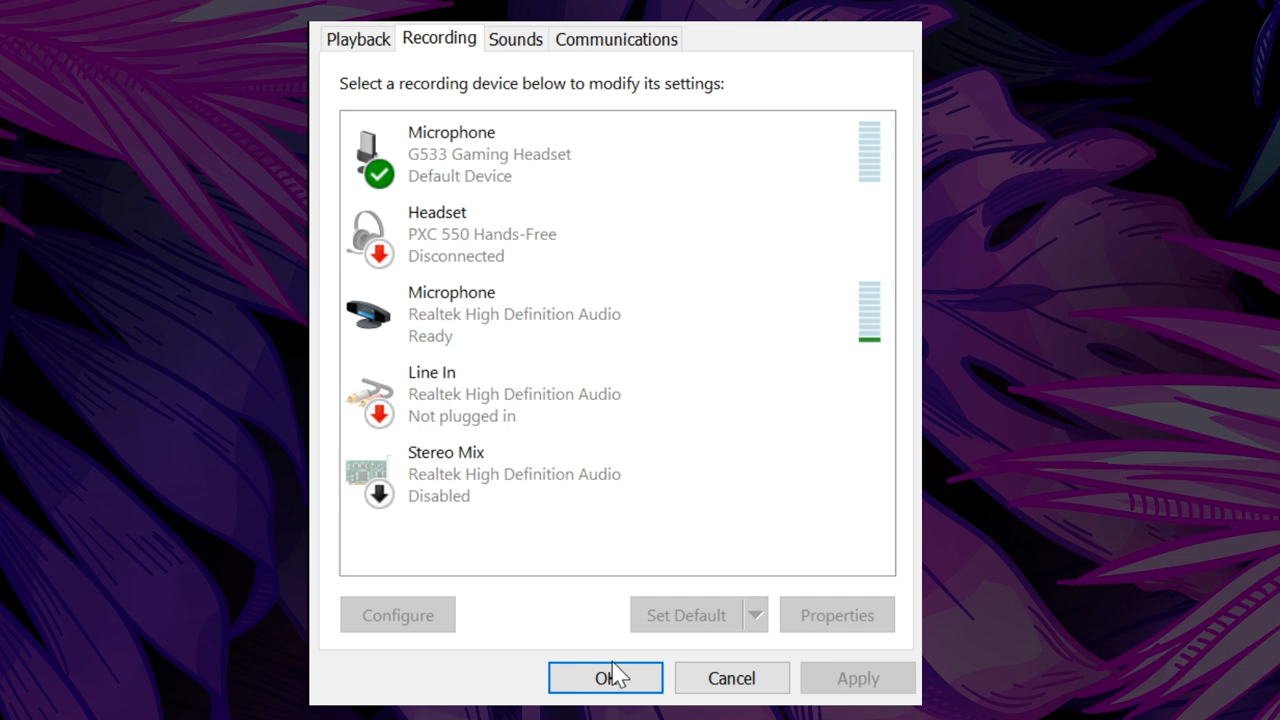 Playback Recording Sounds Communications
Select a recording device below to modify its settings:
Microphone
G533 Gaming Headset
Default Device
Headset
PXC 550 Hands-Free
Disconnected
Microphone
Realtek High Definition Audio
Ready
Line In
Realtek High Definition Audio
Not plugged in
Stereo Mix
Realtek High Definition Audio
Disabled
Configure Set Default Properties
OK Cancel Apply